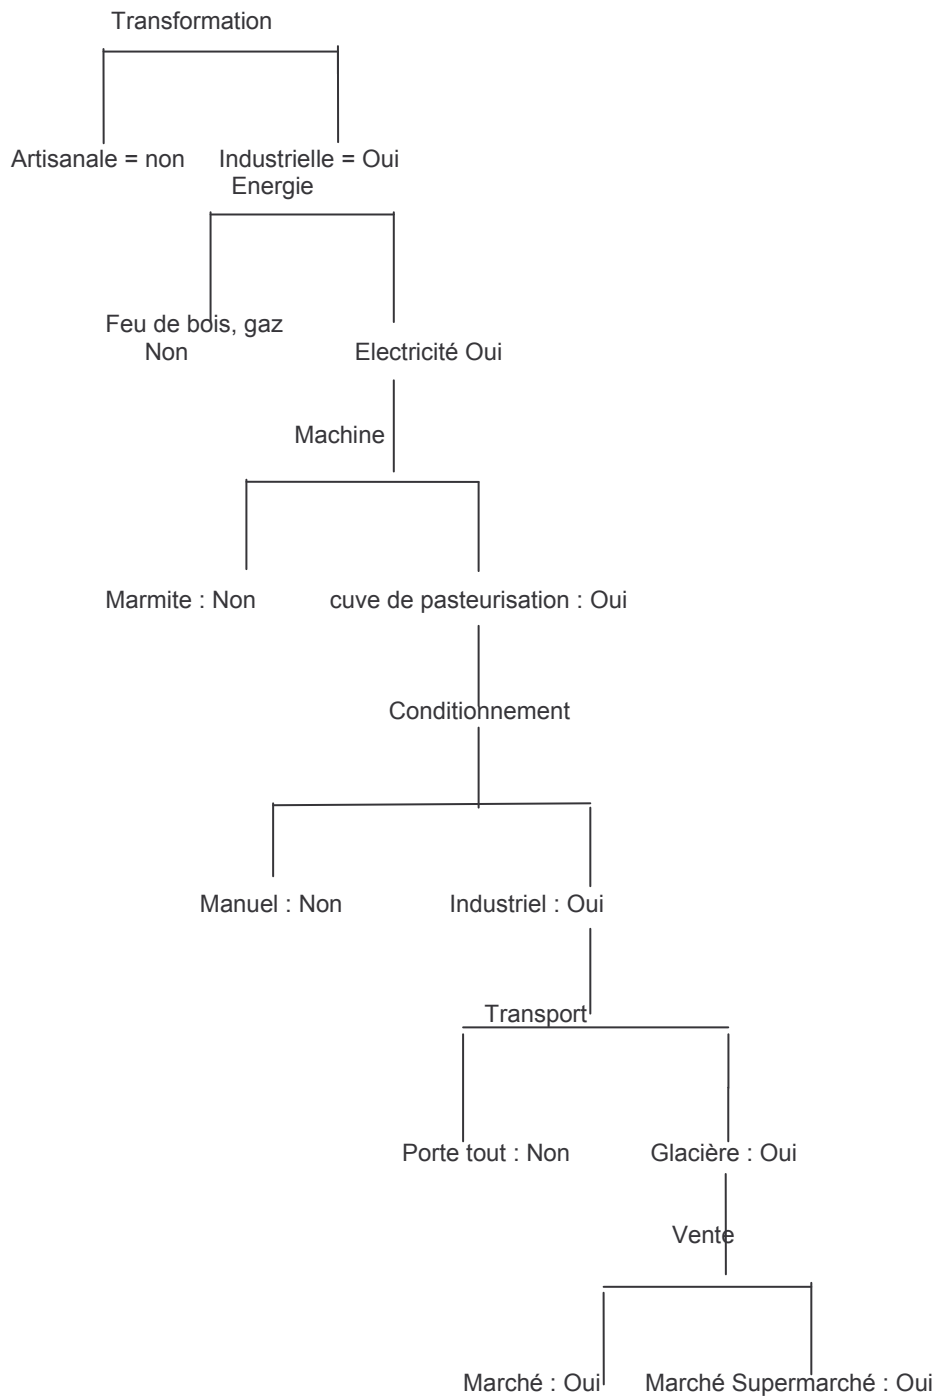 Transformation
Artisanale = non
Industrielle = Oui
Energie
Feu de bois, gaz
Non
Electricité Oui
Machine
Marmite : Non
cuve de pasteurisation : Oui
Conditionnement
Manuel : Non
Industriel : Oui
Transport
Porte tout : Non
Glacière : Oui
Vente
Marché : Oui
Marché Supermarché : Oui